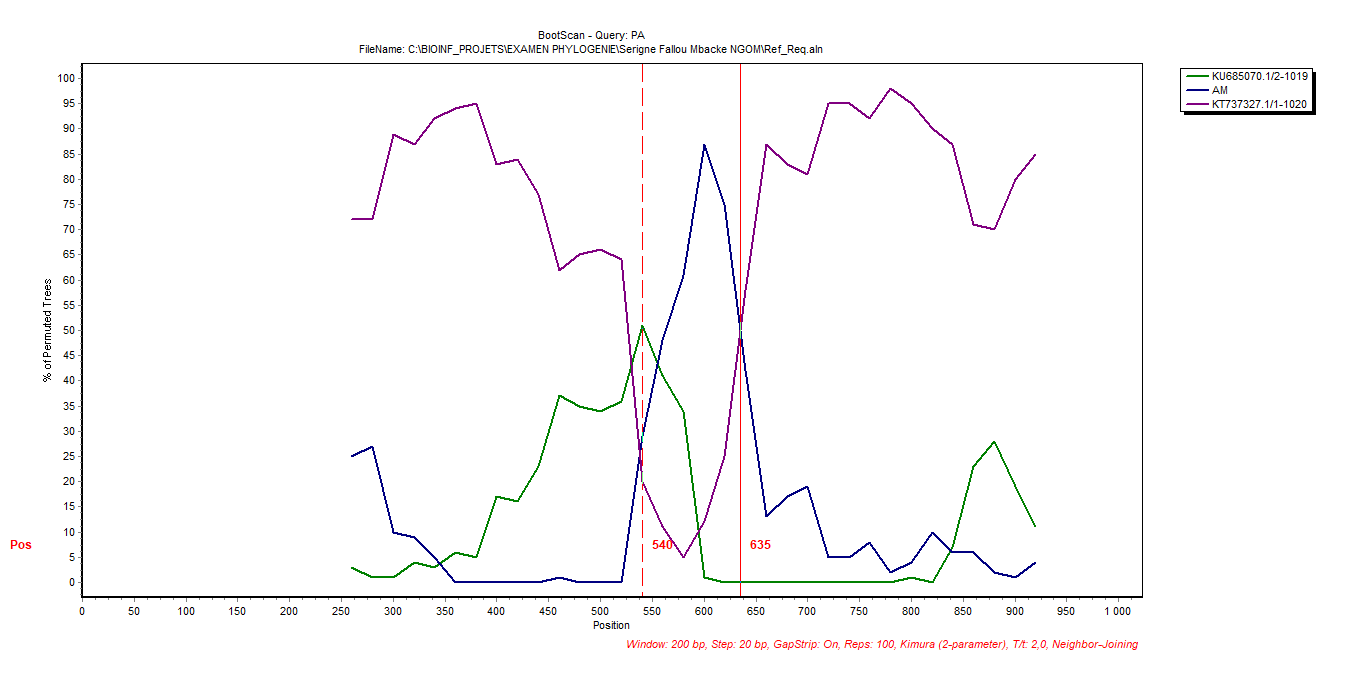 BootScan - Query: PA
FileName: C:\BIOINF_PROJETS\EXAMEN PHYLOGENIE\Serigne Fallou Mbacke NGOM\Ref_Req.aln
KU685070.1/2-1019
AM
KT737327.1/1-1020
100
95
90
85
80
75
70
65
60
55
50
45
40
35
30
25
20
15
10
5
0
% of Permuted Trees
Pos
540
635
0 50 100 150 200 250 300 350 400 450 500 550 600 650 700 750 800 850 900 950 1 000
Position
Window: 200 bp, Step: 20 bp, GapStrip: On, Reps: 100, Kimura (2-parameter), T/t: 2,0, Neighbor-Joining